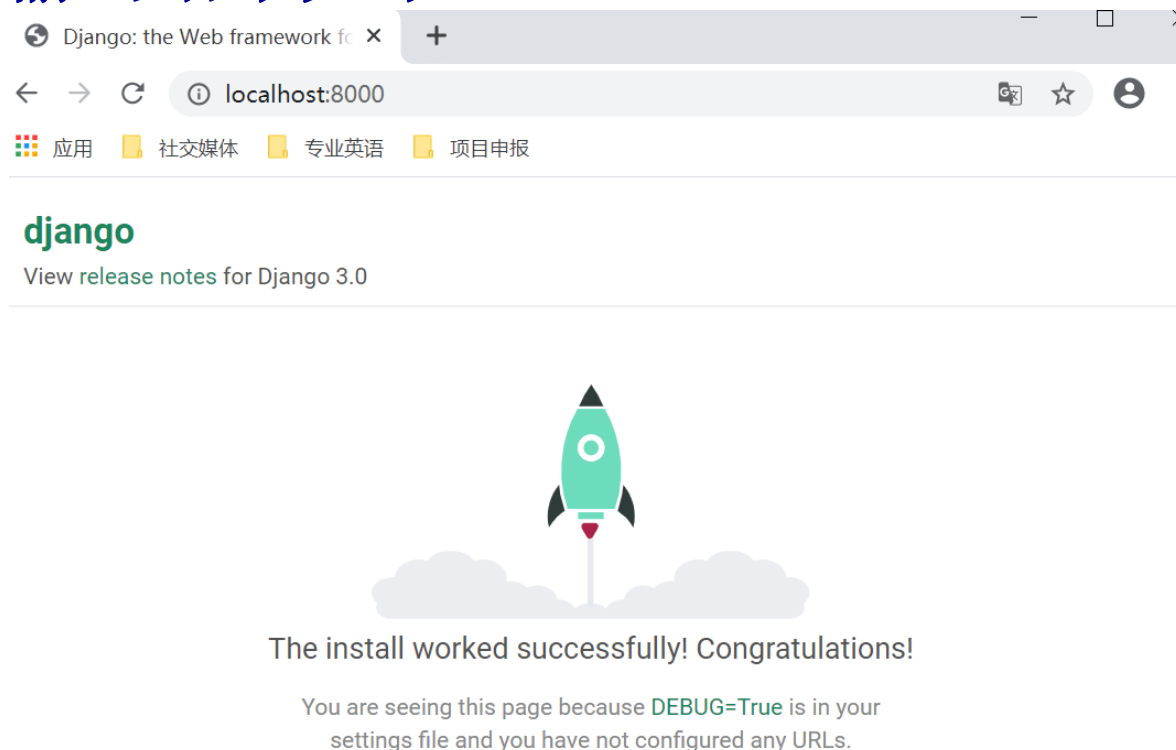 Django: the Web framework fo
localhost:8000
应用 社交媒体 专业英语 项目申报
django
View release notes for Django 3.0
The install worked successfully! Congratulations!
You are seeing this page because DEBUG=True is in your
settings file and you have not configured any URLs.